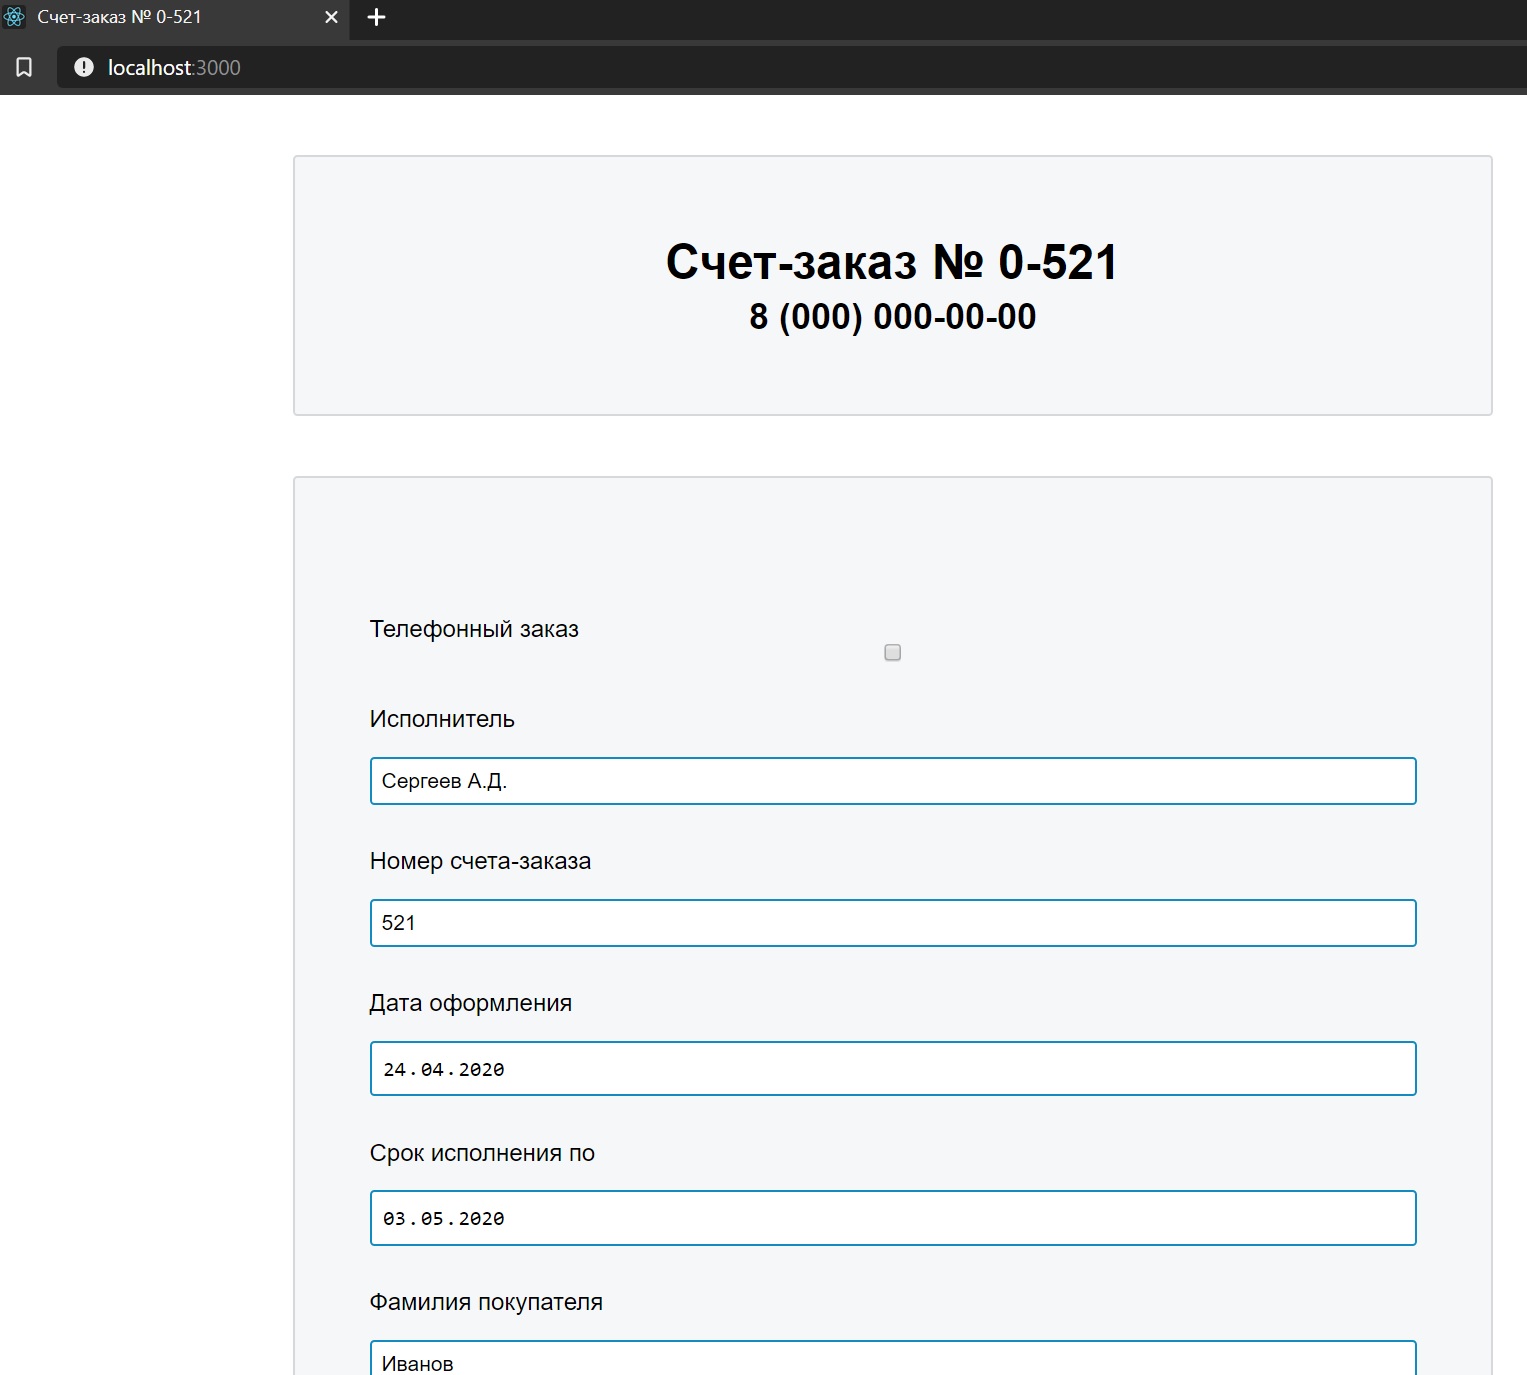 Счет-заказ № 0-521
localhost:3000
Счет-заказ № 0-521
8 (000) 000-00-00
Телефонный заказ
Исполнитель
Сергеев А.Д.
Номер счета-заказа
521
Дата оформления
24.04.2020
Срок исполнения по
03.05.2020
Фамилия покупателя
Иванов